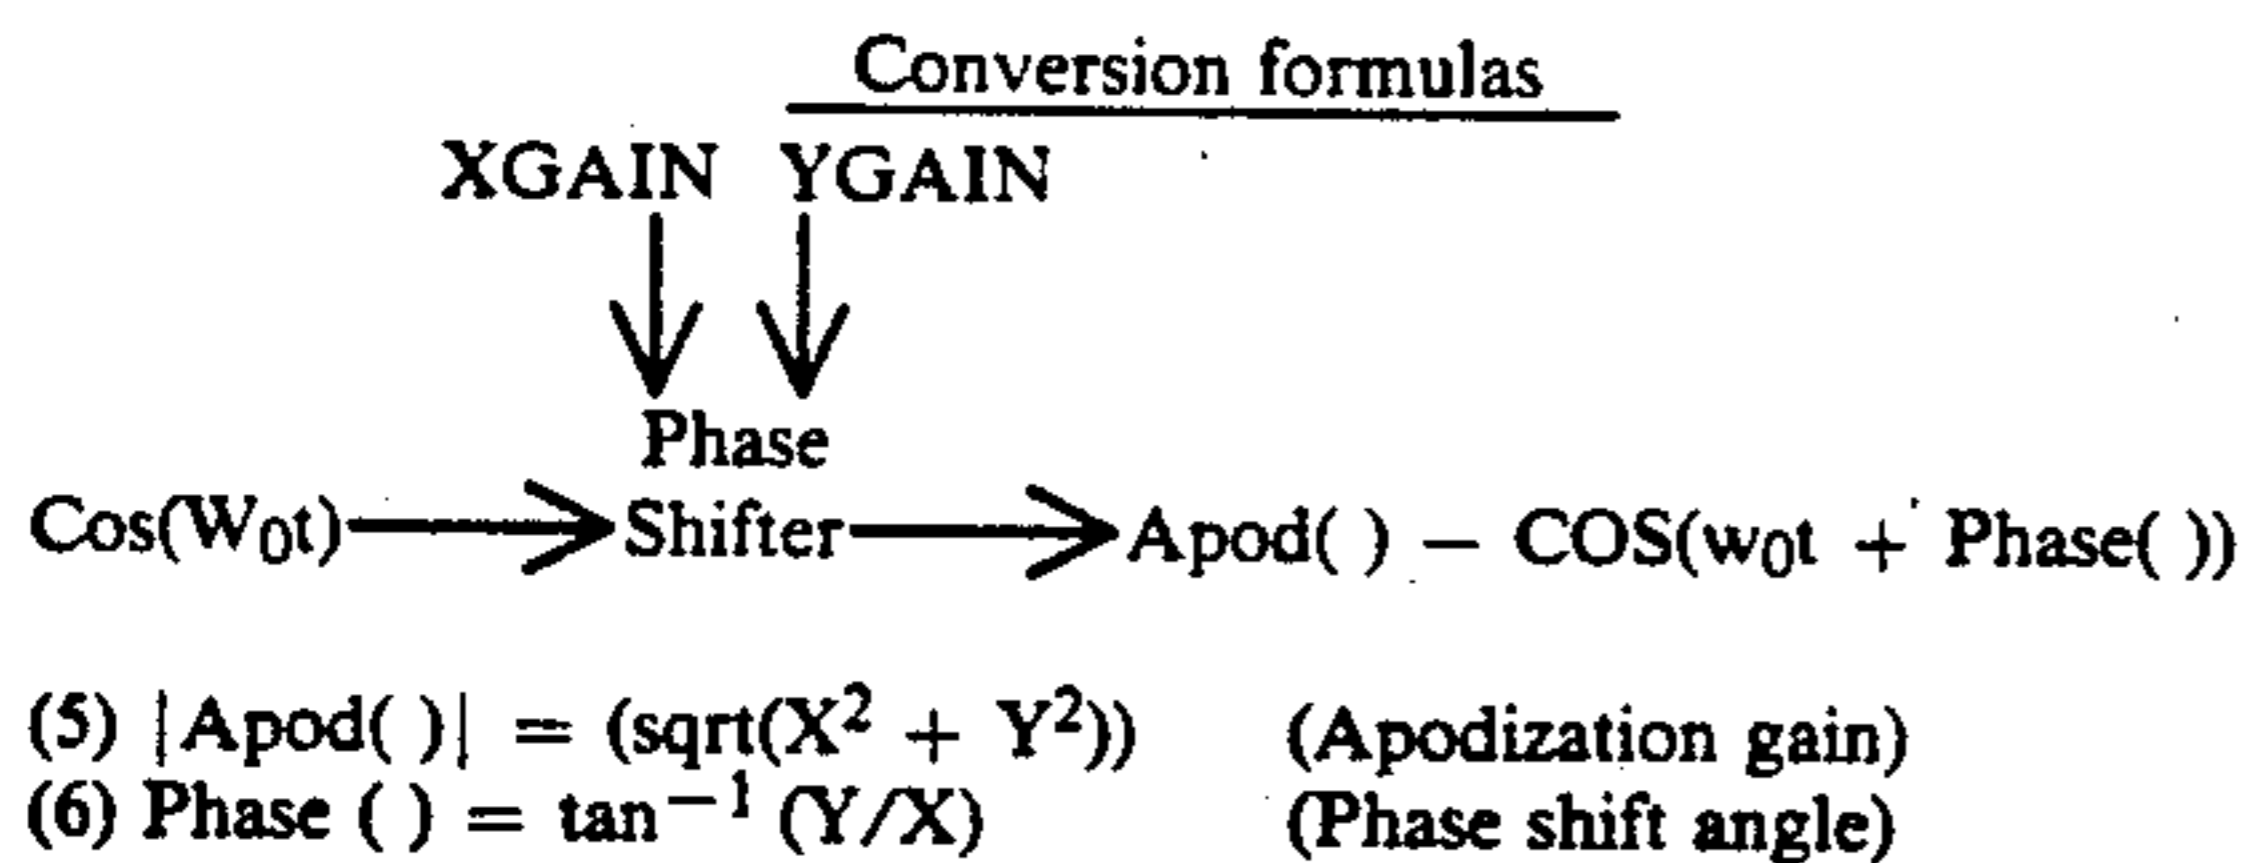 Conversion formulas
XGAIN YGAIN
Phase
Cos(W₀t) Shifter Apod( ) – COS(w₀t + Phase( ))
(5) |Apod( )| = (sqrt(X² + Y²)) (Apodization gain)
(6) Phase ( ) = tan⁻¹ (Y/X) (Phase shift angle)